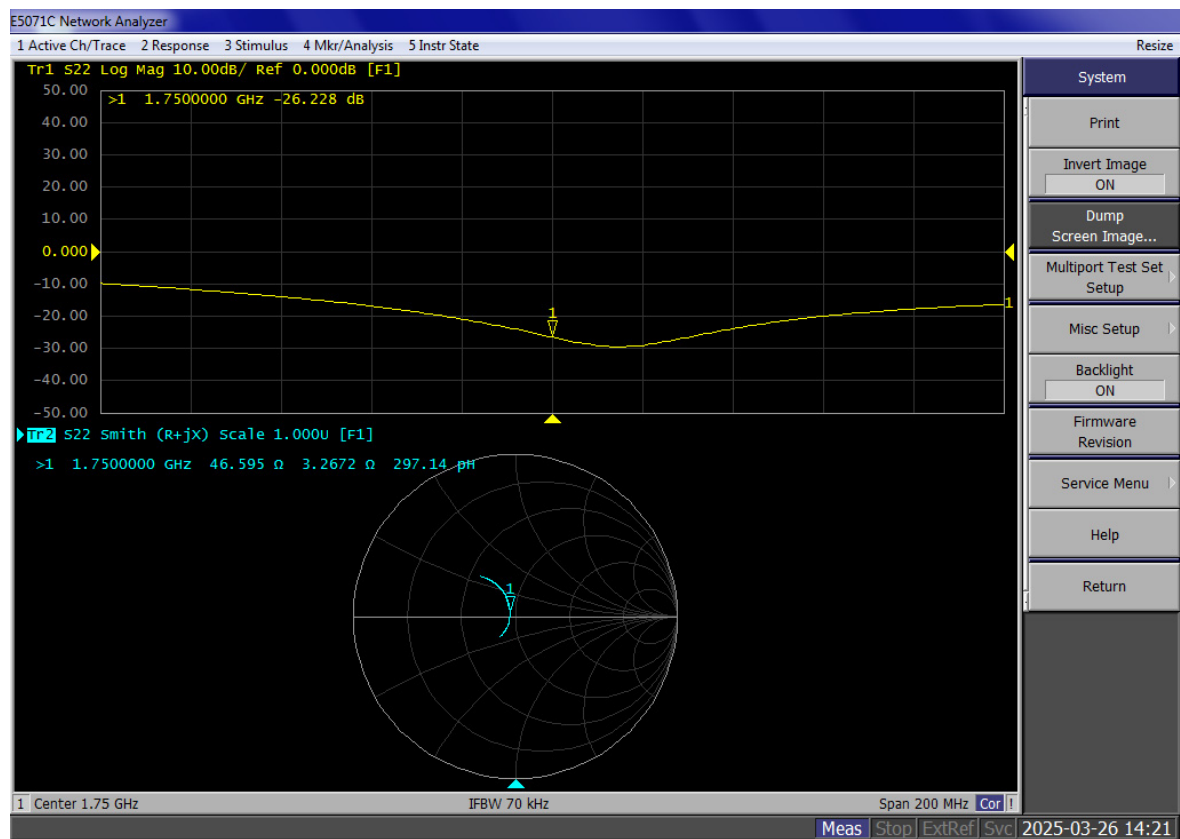 E5071C Network Analyzer
1 Active Ch/Trace 2 Response 3 Stimulus 4 Mkr/Analysis 5 Instr State Resize
Tr1 S22 Log Mag 10.00dB/ Ref 0.000dB [F1]
50.00
>1 1.7500000 GHz -26.228 dB
40.00
30.00
20.00
10.00
0.000
-10.00
-20.00
-30.00
-40.00
-50.00
1
1
Tr2 S22 Smith (R+jX) Scale 1.000U [F1]
>1 1.7500000 GHz 46.595 Ω 3.2672 Ω 297.14 pH
1
1 Center 1.75 GHz IFBW 70 kHz Span 200 MHz Cor !
System
Print
Invert Image
ON
Dump
Screen Image...
Multiport Test Set
Setup
Misc Setup
Backlight
ON
Firmware
Revision
Service Menu
Help
Return
Meas Stop ExtRef Svc 2025-03-26 14:21